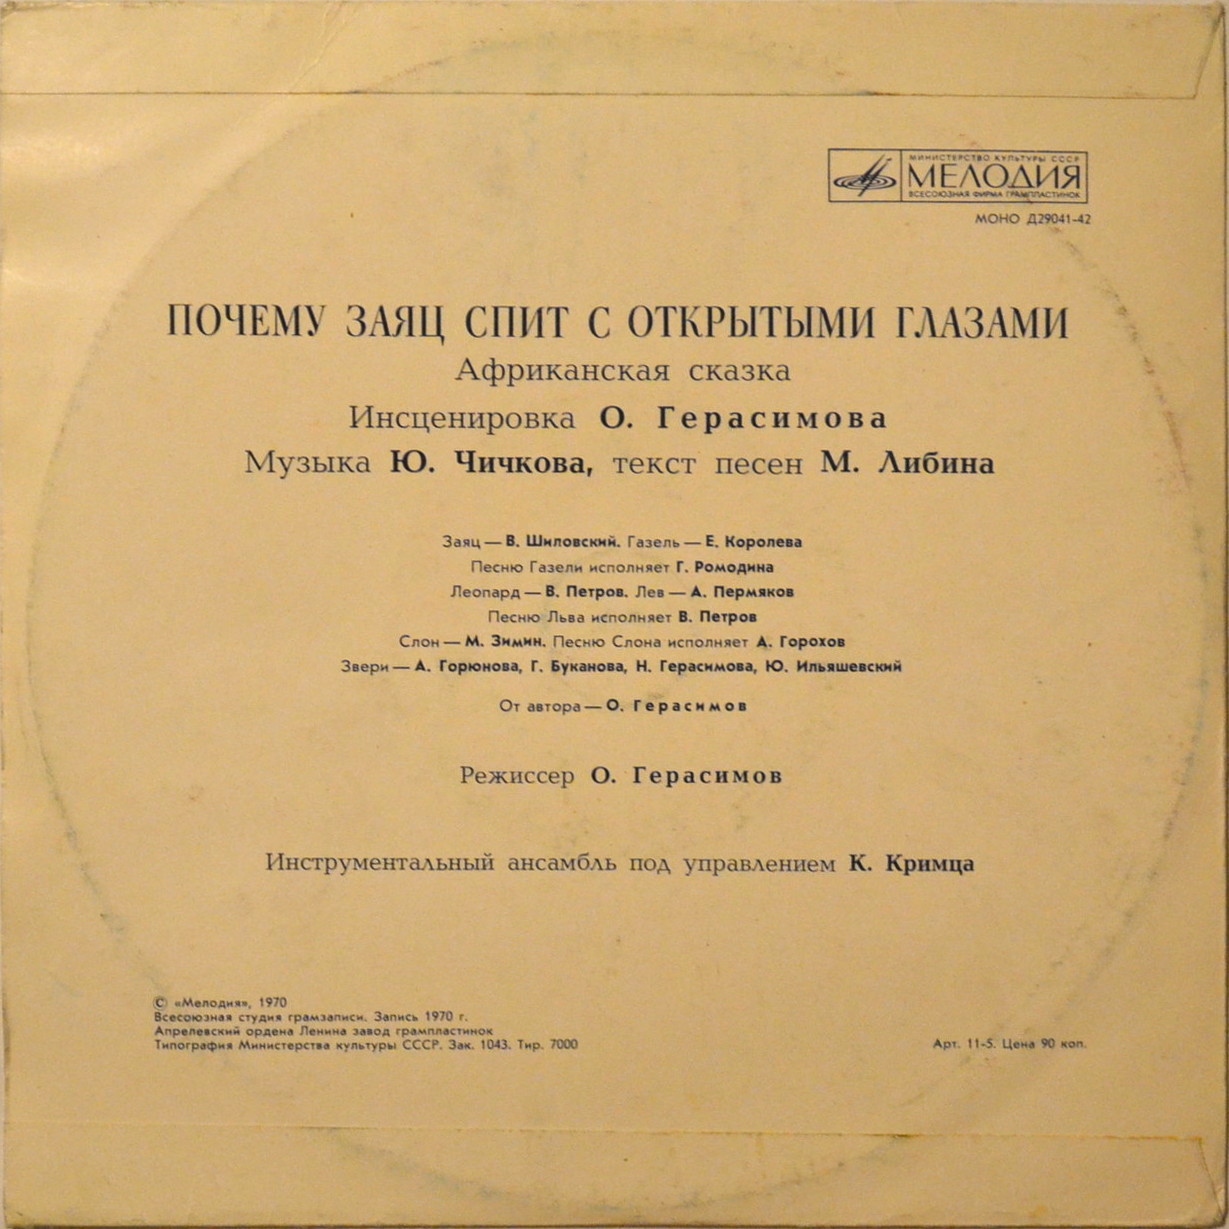 МИНИСТЕРСТВО КУЛЬТУРЫ СССР
МЕЛОДИЯ
ВСЕСОЮЗНАЯ ФИРМА ГРАМПЛАСТИНОК
МОНО Д29041-42
ПОЧЕМУ ЗАЯЦ СПИТ С ОТКРЫТЫМИ ГЛАЗАМИ
Африканская сказка
Инсценировка О. Герасимова
Музыка Ю. Чичкова, текст песен М. Либина
Заяц — В. Шиловский. Газель — Е. Королева
Песню Газели исполняет Г. Ромодина
Леопард — В. Петров. Лев — А. Пермяков
Песню Льва исполняет В. Петров
Слон — М. Зимин. Песню Слона исполняет А. Горохов
Звери — А. Горюнова, Г. Буканова, Н. Герасимова, Ю. Ильяшевский
От автора — О. Герасимов
Режиссер О. Герасимов
Инструментальный ансамбль под управлением К. Кримца
© «Мелодия», 1970
Всесоюзная студия грамзаписи. Запись 1970 г.
Апрелевский ордена Ленина завод грампластинок
Типография Министерства культуры СССР. Зак. 1043. Тир. 7000
Арт. 11-5. Цена 90 коп.